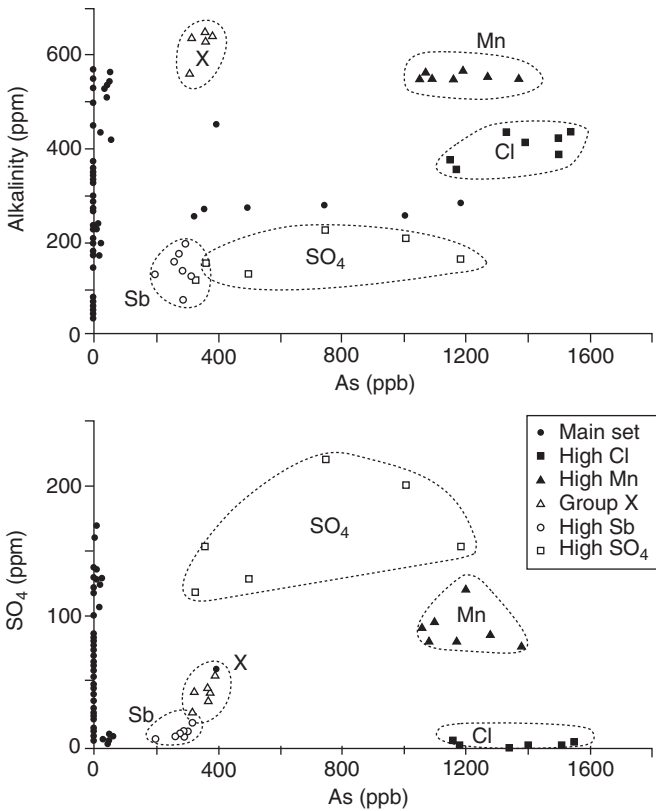 600
400
200
0
Alkalinity (ppm)
X
Mn
Cl
SO₄
Sb
0
400
800
1200
1600
As (ppb)
200
100
0
SO₄ (ppm)
SO₄
Mn
X
Sb
Cl
0
400
800
1200
1600
As (ppb)
Main set
High Cl
High Mn
Group X
High Sb
High SO₄